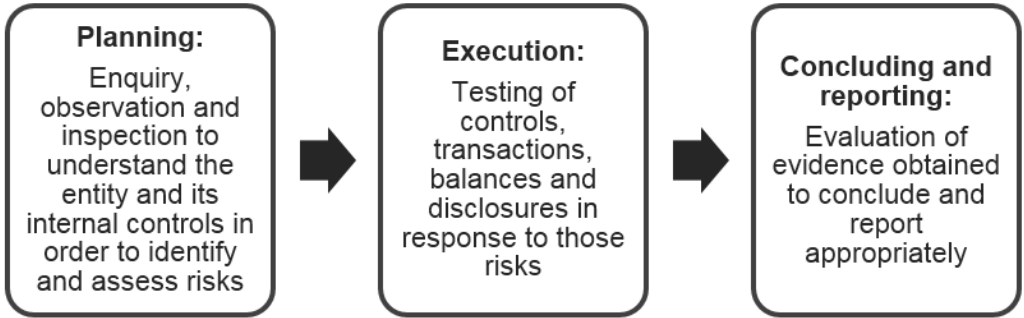 Planning:
Enquiry,
observation and
inspection to
understand the
entity and its
internal controls in
order to identify
and assess risks
Execution:
Testing of
controls,
transactions,
balances and
disclosures in
response to those
risks
Concluding and
reporting:
Evaluation of
evidence obtained
to conclude and
report
appropriately